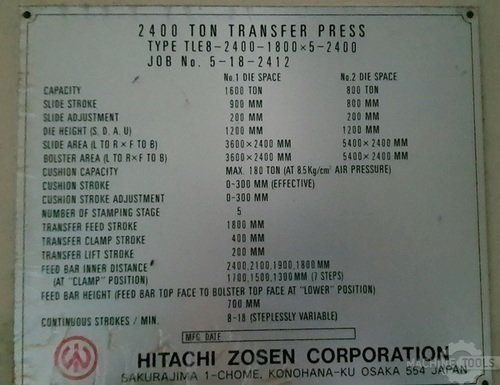 2400 TON TRANSFER PRESS
TYPE TLE8-2400-1800×5-2400
JOB No. 5-18-2412
No.1 DIE SPACE No.2 DIE SPACE
CAPACITY 1600 TON 800 TON
SLIDE STROKE 900 MM 800 MM
SLIDE ADJUSTMENT 200 MM 200 MM
DIE HEIGHT (S. D. A. U) 1200 MM 1200 MM
SLIDE AREA (L TO R × F TO B) 3600×2400 MM 5400×2400 MM
BOLSTER AREA (L TO R×F TO B) 3600×2400 MM 5400×2400 MM
CUSHION CAPACITY MAX. 180 TON (AT 8.5Kg/cm² AIR PRESSURE)
CUSHION STROKE 0-300 MM (EFFECTIVE)
CUSHION STROKE ADJUSTMENT 0-300 MM
NUMBER OF STAMPING STAGE 5
TRANSFER FEED STROKE 1800 MM
TRANSFER CLAMP STROKE 400 MM
TRANSFER LIFT STROKE 200 MM
FEED BAR INNER DISTANCE 2400,2100,1900,1800MM
(AT "CLAMP" POSITION) 1700,1500,1300MM (7 STEPS)
FEED BAR HEIGHT (FEED BAR TOP FACE TO BOLSTER TOP FACE AT "LOWER" POSITION)
700 MM
CONTINUOUS STROKES / MIN. 8-18 (STEPLESSLY VARIABLE)
MFG DATE
HITACHI ZOSEN CORPORATION
SAKURAJIMA 1-CHOME, KONOHANA-KU OSAKA 554 JAPAN
MACHINE TOOLS